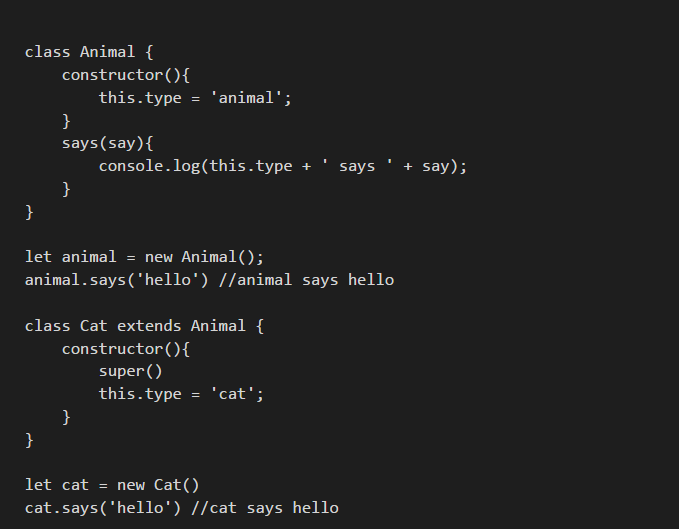 class Animal {
    constructor(){
        this.type = 'animal';
    }
    says(say){
        console.log(this.type + ' says ' + say);
    }
}
let animal = new Animal();
animal.says('hello') //animal says hello
class Cat extends Animal {
    constructor(){
        super()
        this.type = 'cat';
    }
}
let cat = new Cat()
cat.says('hello') //cat says hello